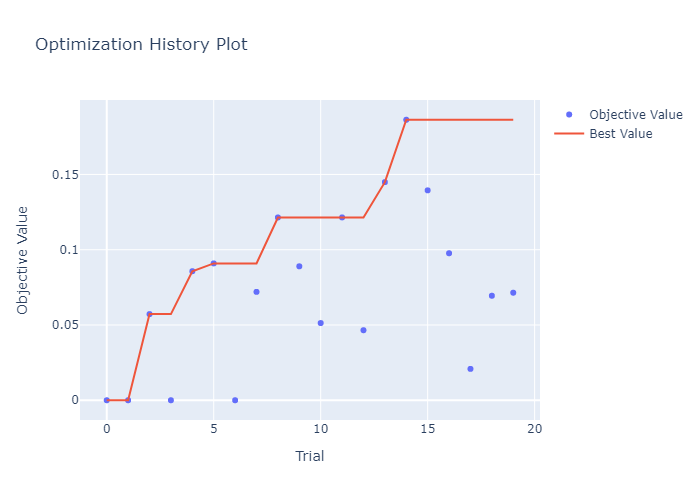 Optimization History Plot
Objective Value
Best Value
0.15
0.1
0.05
0
Objective Value
0 5 10 15 20
Trial